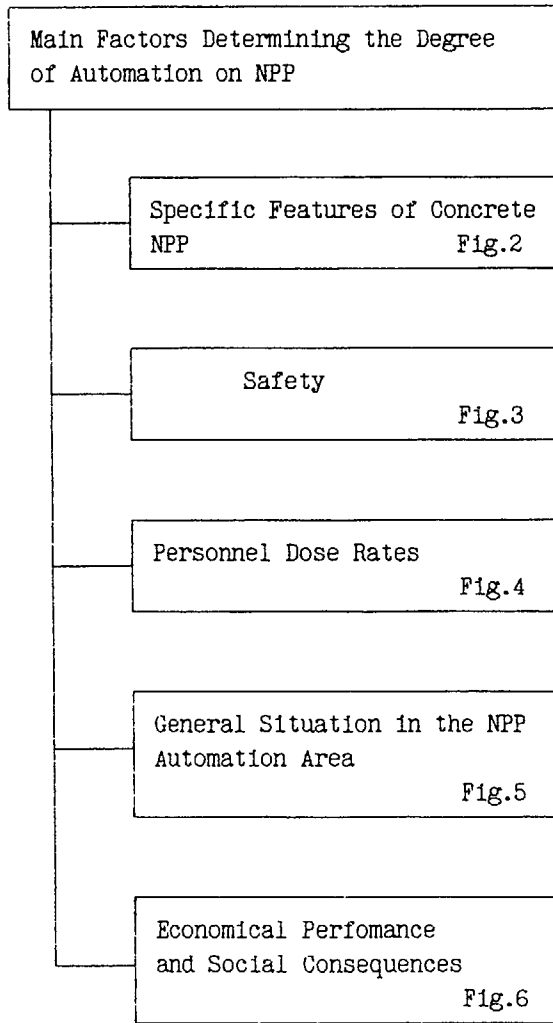 Main Factors Determining the Degree
of Automation on NPP
Specific Features of Concrete
NPP Fig.2
Safety
Fig.3
Personnel Dose Rates
Fig.4
General Situation in the NPP
Automation Area
Fig.5
Economical Perfomance
and Social Consequences
Fig.6